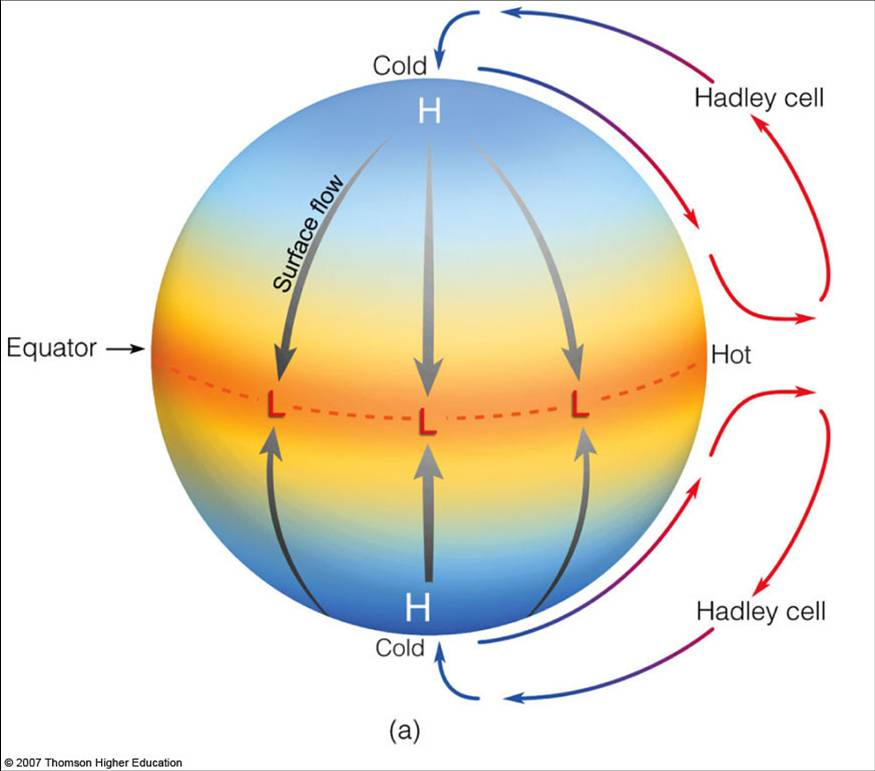 Cold
H
Hadley cell
Surface flow
Equator
Hot
L
L
L
H
Hadley cell
Cold
(a)
© 2007 Thomson Higher Education